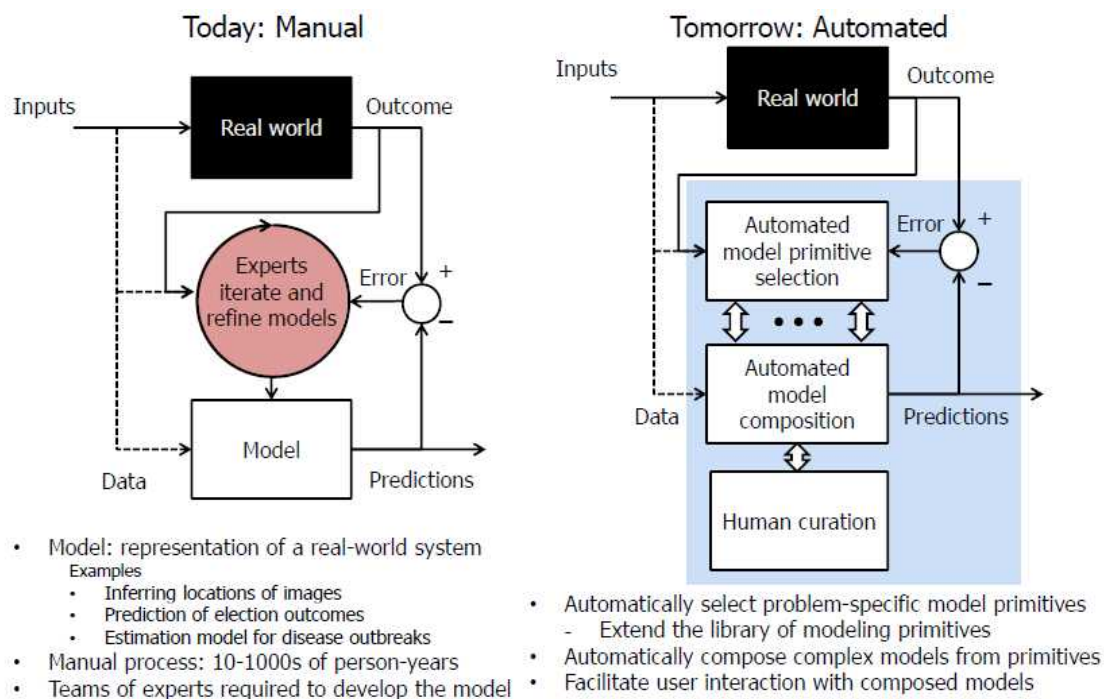 Today: Manual
Inputs
Real world
Outcome
Experts
iterate and
refine models
Error
+
−
Model
Data
Predictions
• Model: representation of a real-world system
Examples
• Inferring locations of images
• Prediction of election outcomes
• Estimation model for disease outbreaks
• Manual process: 10-1000s of person-years
• Teams of experts required to develop the model
Tomorrow: Automated
Inputs
Real world
Outcome
Automated
model primitive
selection
Error
+
−
• • •
Automated
model
composition
Data
Predictions
Human curation
• Automatically select problem-specific model primitives
- Extend the library of modeling primitives
• Automatically compose complex models from primitives
• Facilitate user interaction with composed models